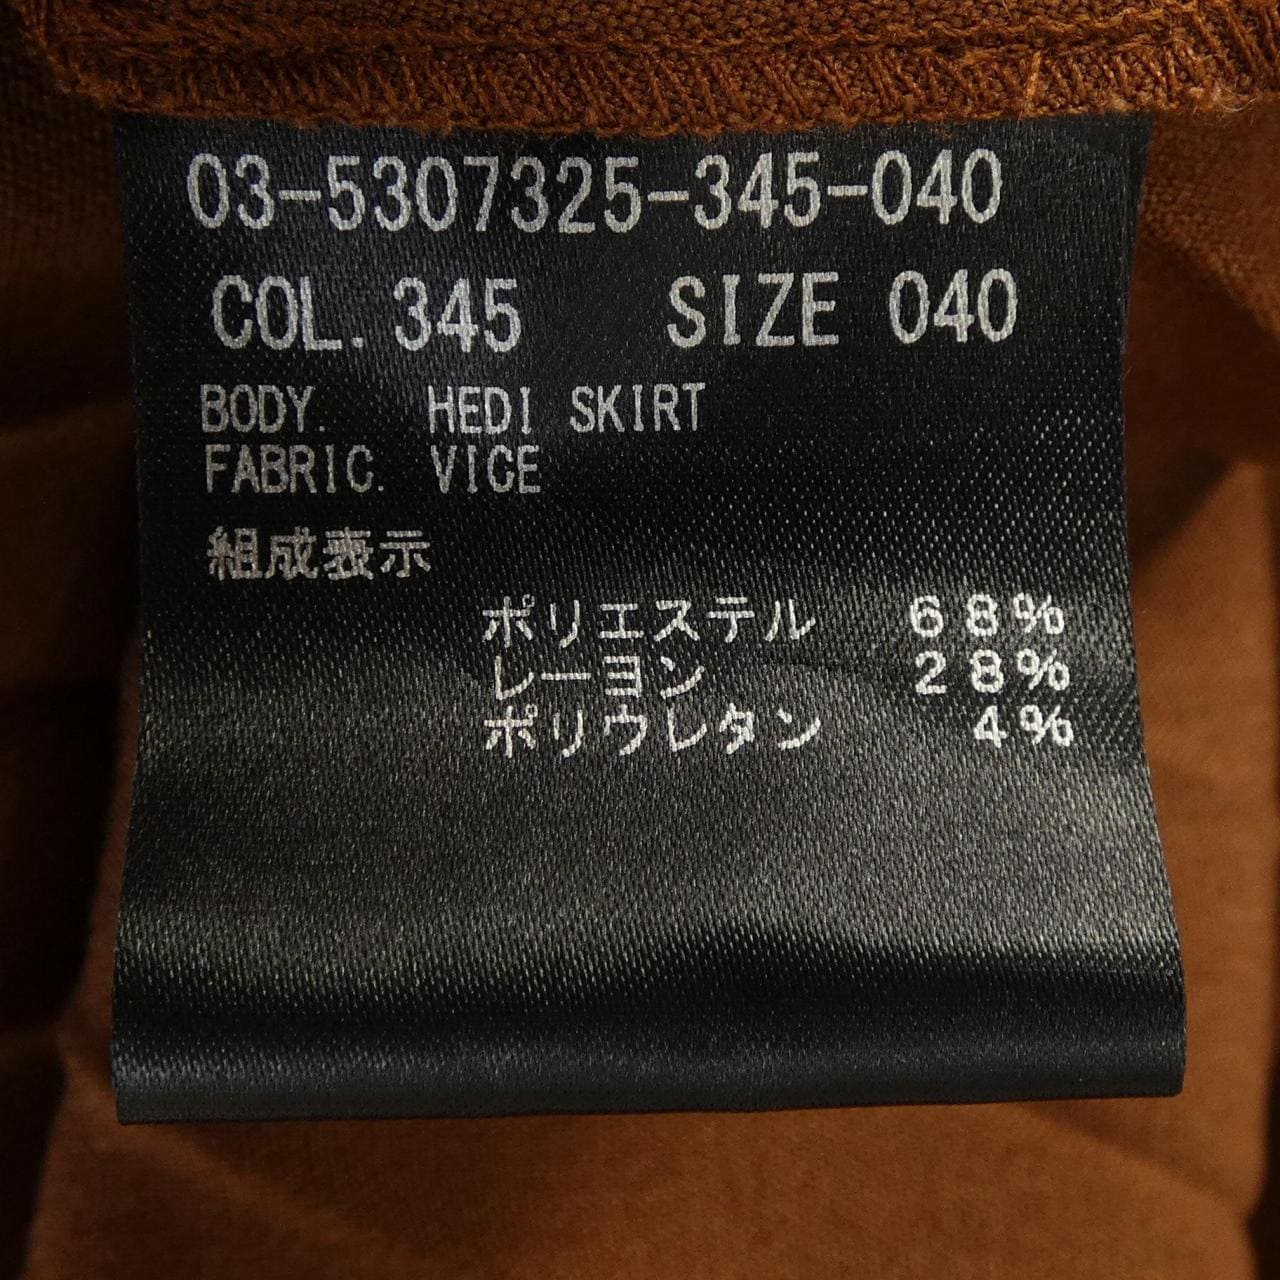 03-5307325-345-040
COL. 345 SIZE 040
BODY. HEDI SKIRT
FABRIC. VICE
組成表示
ポリエステル 68%
レーヨン 28%
ポリウレタン 4%